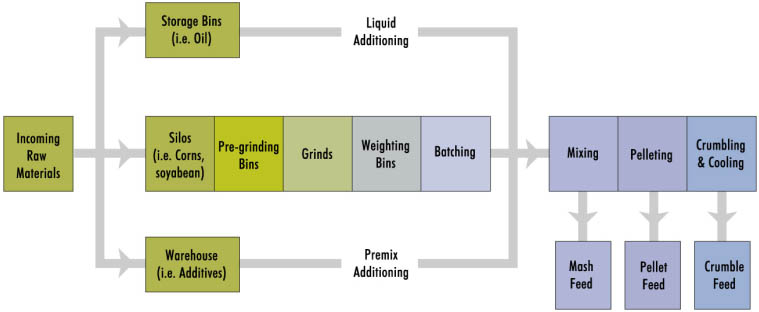 Storage Bins
(i.e. Oil)
Liquid
Additioning
Incoming
Raw
Materials
Silos
(i.e. Corns,
soyabean)
Pre-grinding
Bins
Grinds
Weighting
Bins
Batching
Mixing
Pelleting
Crumbling
& Cooling
Warehouse
(i.e. Additives)
Premix
Additioning
Mash
Feed
Pellet
Feed
Crumble
Feed